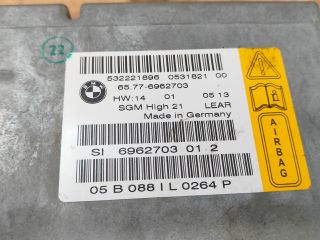 22
BMW
532221896 0531821 00
65.77-6962703
HW:14 01 05 13
SGM High 21 LEAR
Made in Germany
SI 6962703 01 2
05 B 088 I L 0264 P
AIRBAG